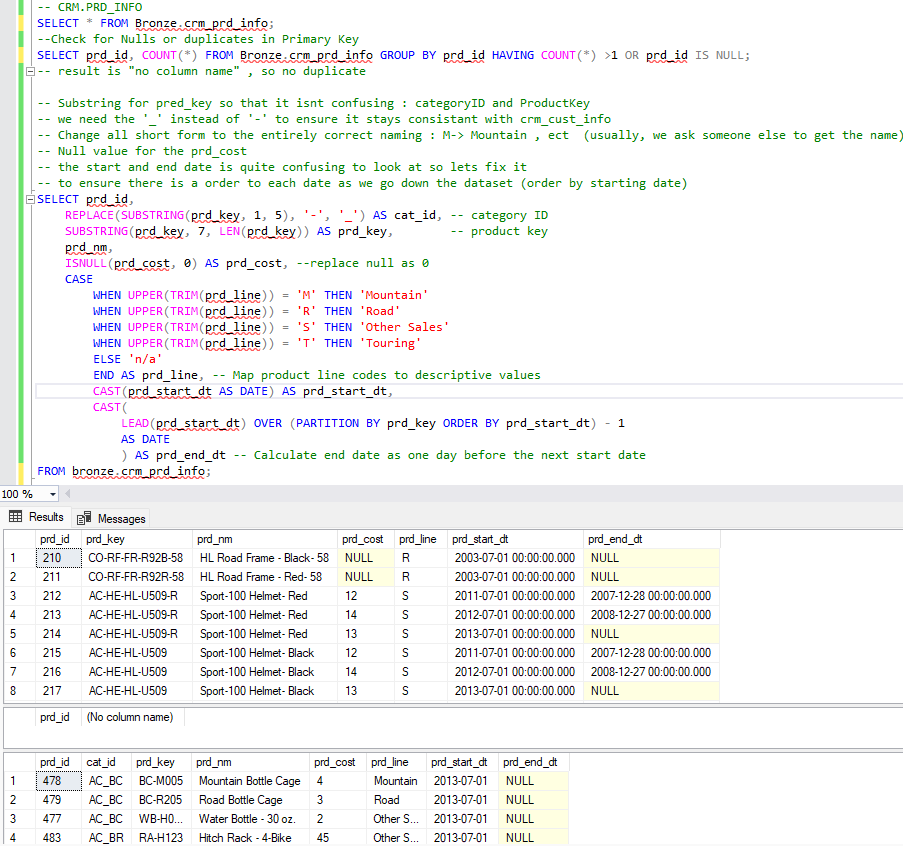 -- CRM.PRD_INFO
SELECT * FROM Bronze.crm_prd_info;
--Check for Nulls or duplicates in Primary Key
SELECT prd_id, COUNT(*) FROM Bronze.crm_prd_info GROUP BY prd_id HAVING COUNT(*) >1 OR prd_id IS NULL;
-- result is "no column name" , so no duplicate
-- Substring for pred_key so that it isnt confusing : categoryID and ProductKey
-- we need the '_' instead of '-' to ensure it stays consistant with crm_cust_info
-- Change all short form to the entirely correct naming : M-> Mountain , ect  (usually, we ask someone else to get the name)
-- Null value for the prd_cost
-- the start and end date is quite confusing to look at so lets fix it
-- to ensure there is a order to each date as we go down the dataset (order by starting date)
SELECT prd_id,
REPLACE(SUBSTRING(prd_key, 1, 5), '-', '_') AS cat_id, -- category ID
SUBSTRING(prd_key, 7, LEN(prd_key)) AS prd_key, -- product key
prd_nm,
ISNULL(prd_cost, 0) AS prd_cost, --replace null as 0
CASE
WHEN UPPER(TRIM(prd_line)) = 'M' THEN 'Mountain'
WHEN UPPER(TRIM(prd_line)) = 'R' THEN 'Road'
WHEN UPPER(TRIM(prd_line)) = 'S' THEN 'Other Sales'
WHEN UPPER(TRIM(prd_line)) = 'T' THEN 'Touring'
ELSE 'n/a'
END AS prd_line, -- Map product line codes to descriptive values
CAST(prd_start_dt AS DATE) AS prd_start_dt,
CAST(
LEAD(prd_start_dt) OVER (PARTITION BY prd_key ORDER BY prd_start_dt) - 1
AS DATE
) AS prd_end_dt -- Calculate end date as one day before the next start date
FROM bronze.crm_prd_info;
100 %
Results Messages
prd_id prd_key prd_nm prd_cost prd_line prd_start_dt prd_end_dt
1 210 CO-RF-FR-R92B-58 HL Road Frame - Black- 58 NULL R 2003-07-01 00:00:00.000 NULL
2 211 CO-RF-FR-R92R-58 HL Road Frame - Red- 58 NULL R 2003-07-01 00:00:00.000 NULL
3 212 AC-HE-HL-U509-R Sport-100 Helmet- Red 12 S 2011-07-01 00:00:00.000 2007-12-28 00:00:00.000
4 213 AC-HE-HL-U509-R Sport-100 Helmet- Red 14 S 2012-07-01 00:00:00.000 2008-12-27 00:00:00.000
5 214 AC-HE-HL-U509-R Sport-100 Helmet- Red 13 S 2013-07-01 00:00:00.000 NULL
6 215 AC-HE-HL-U509 Sport-100 Helmet- Black 12 S 2011-07-01 00:00:00.000 2007-12-28 00:00:00.000
7 216 AC-HE-HL-U509 Sport-100 Helmet- Black 14 S 2012-07-01 00:00:00.000 2008-12-27 00:00:00.000
8 217 AC-HE-HL-U509 Sport-100 Helmet- Black 13 S 2013-07-01 00:00:00.000 NULL
prd_id (No column name)
prd_id cat_id prd_key prd_nm prd_cost prd_line prd_start_dt prd_end_dt
1 478 AC_BC BC-M005 Mountain Bottle Cage 4 Mountain 2013-07-01 NULL
2 479 AC_BC BC-R205 Road Bottle Cage 3 Road 2013-07-01 NULL
3 477 AC_BC WB-H0... Water Bottle - 30 oz. 2 Other S... 2013-07-01 NULL
4 483 AC_BR RA-H123 Hitch Rack - 4-Bike 45 Other S... 2013-07-01 NULL